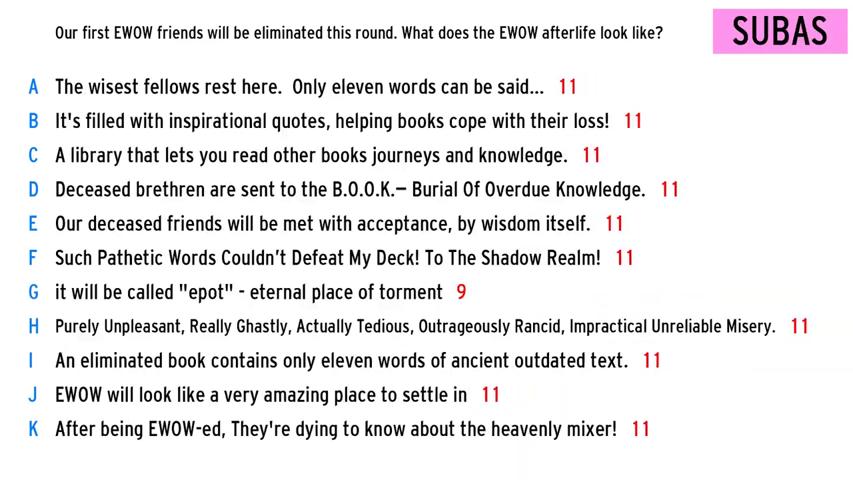 Our first EWOW friends will be eliminated this round. What does the EWOW afterlife look like?
SUBAS
A The wisest fellows rest here.  Only eleven words can be said... 11
B It's filled with inspirational quotes, helping books cope with their loss! 11
C A library that lets you read other books journeys and knowledge. 11
D Deceased brethren are sent to the B.O.O.K.— Burial Of Overdue Knowledge. 11
E Our deceased friends will be met with acceptance, by wisdom itself. 11
F Such Pathetic Words Couldn’t Defeat My Deck! To The Shadow Realm! 11
G it will be called "epot" - eternal place of torment 9
H Purely Unpleasant, Really Ghastly, Actually Tedious, Outrageously Rancid, Impractical Unreliable Misery. 11
I An eliminated book contains only eleven words of ancient outdated text. 11
J EWOW will look like a very amazing place to settle in 11
K After being EWOW-ed, They're dying to know about the heavenly mixer! 11